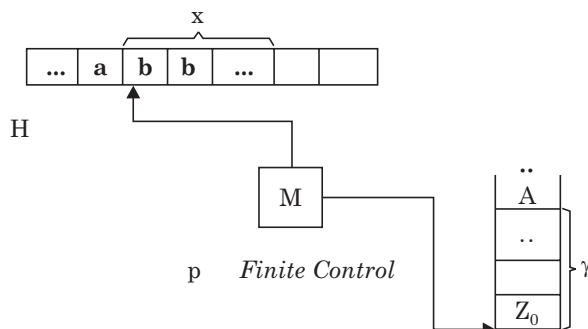 x
... a b b ...
H
..
A
M
..
p Finite Control
γ
Z₀